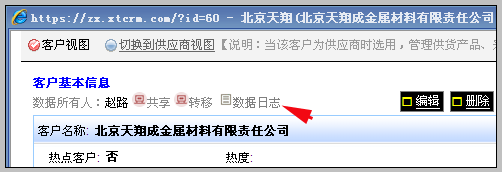 https://zx.xtcrm.com/?id=60 - 北京天翔(北京天翔成金属材料有限责任公司
客户视图 切换到供应商视图【说明：当该客户为供应商时选用，管理供货产品、
客户基本信息
数据所有人：赵路 共享 转移 数据日志 编辑 删除
客户名称: 北京天翔成金属材料有限责任公司
热点客户: 否 热度: